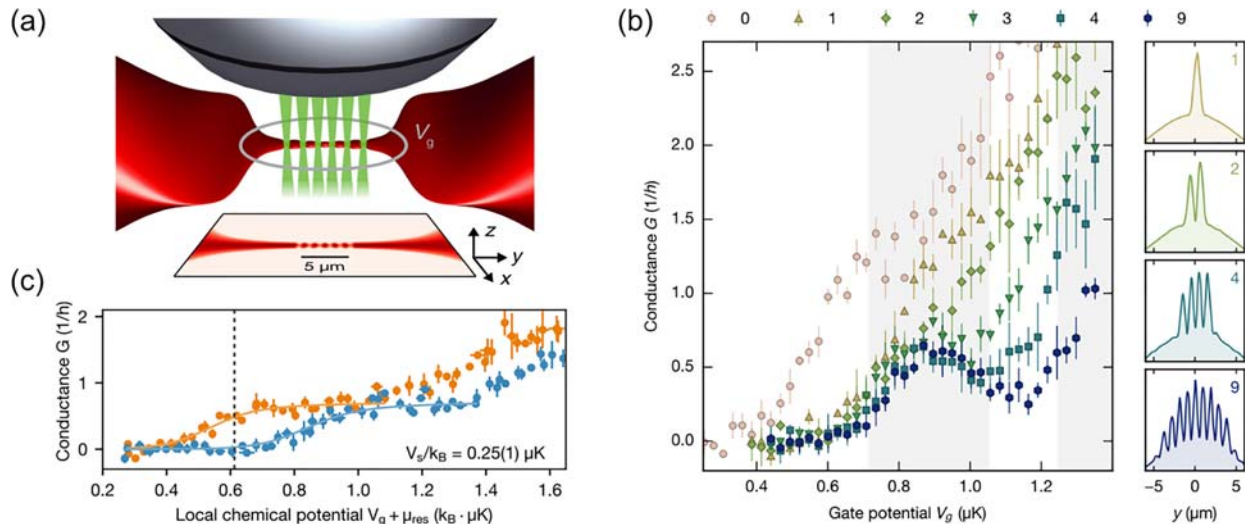 (a)
V_g
5 μm
z
y
x
(b)
0 1 2 3 4 9
Conductance G (1/h)
2.5
2.0
1.5
1.0
0.5
0.0
0.4 0.6 0.8 1.0 1.2
Gate potential V_g (μK)
1
2
4
9
−5 0 5
y (μm)
(c)
Conductance G (1/h)
2
1
0
V_s/k_B = 0.25(1) μK
0.2 0.4 0.6 0.8 1.0 1.2 1.4 1.6
Local chemical potential V_g + μ_res (k_B · μK)